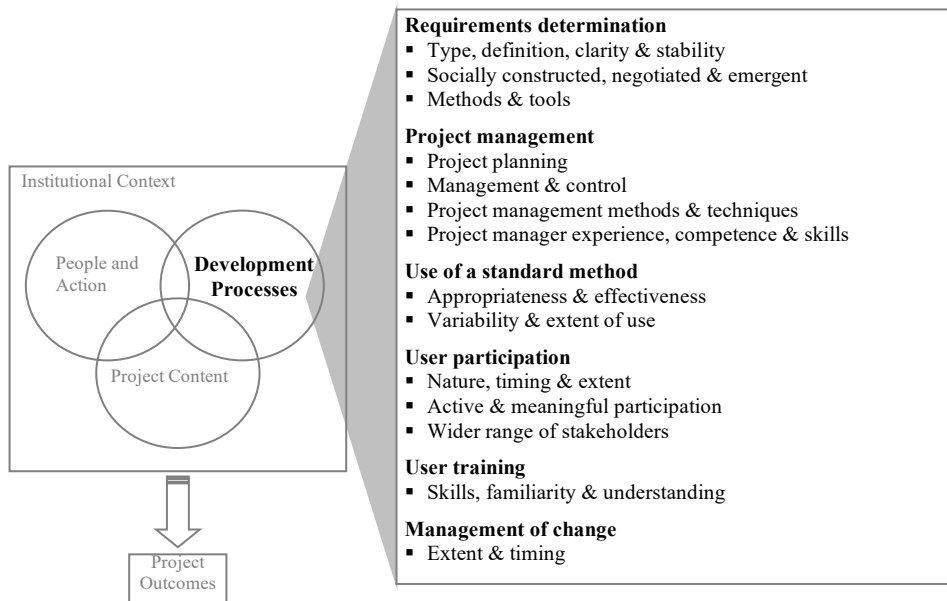 Institutional Context
People and
Action
Development
Processes
Project Content
Project
Outcomes
Requirements determination
▪ Type, definition, clarity & stability
▪ Socially constructed, negotiated & emergent
▪ Methods & tools
Project management
▪ Project planning
▪ Management & control
▪ Project management methods & techniques
▪ Project manager experience, competence & skills
Use of a standard method
▪ Appropriateness & effectiveness
▪ Variability & extent of use
User participation
▪ Nature, timing & extent
▪ Active & meaningful participation
▪ Wider range of stakeholders
User training
▪ Skills, familiarity & understanding
Management of change
▪ Extent & timing